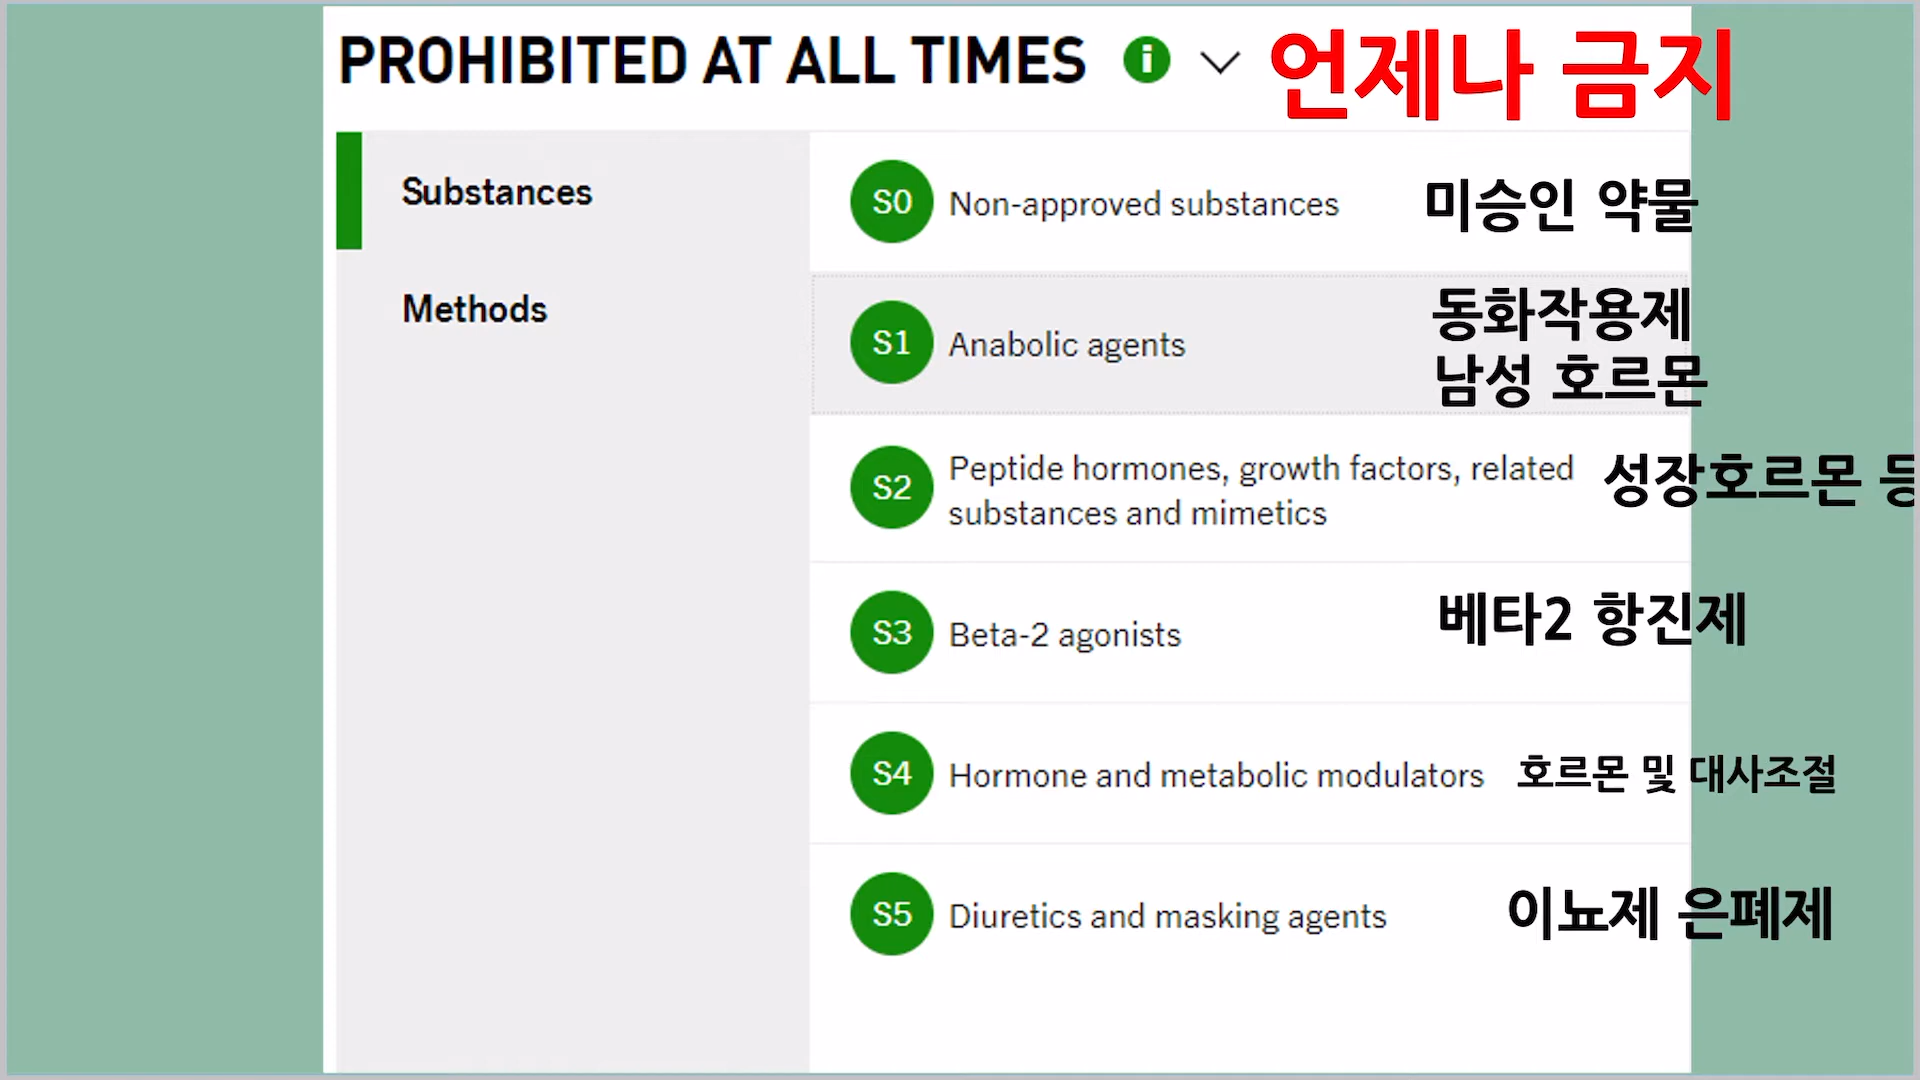 PROHIBITED AT ALL TIMES i 언제나 금지
Substances
Methods
S0 Non-approved substances 미승인 약물
S1 Anabolic agents 동화작용제
남성 호르몬
S2 Peptide hormones, growth factors, related 성장호르몬 등
substances and mimetics
S3 Beta-2 agonists 베타2 항진제
S4 Hormone and metabolic modulators 호르몬 및 대사조절
S5 Diuretics and masking agents 이뇨제 은폐제